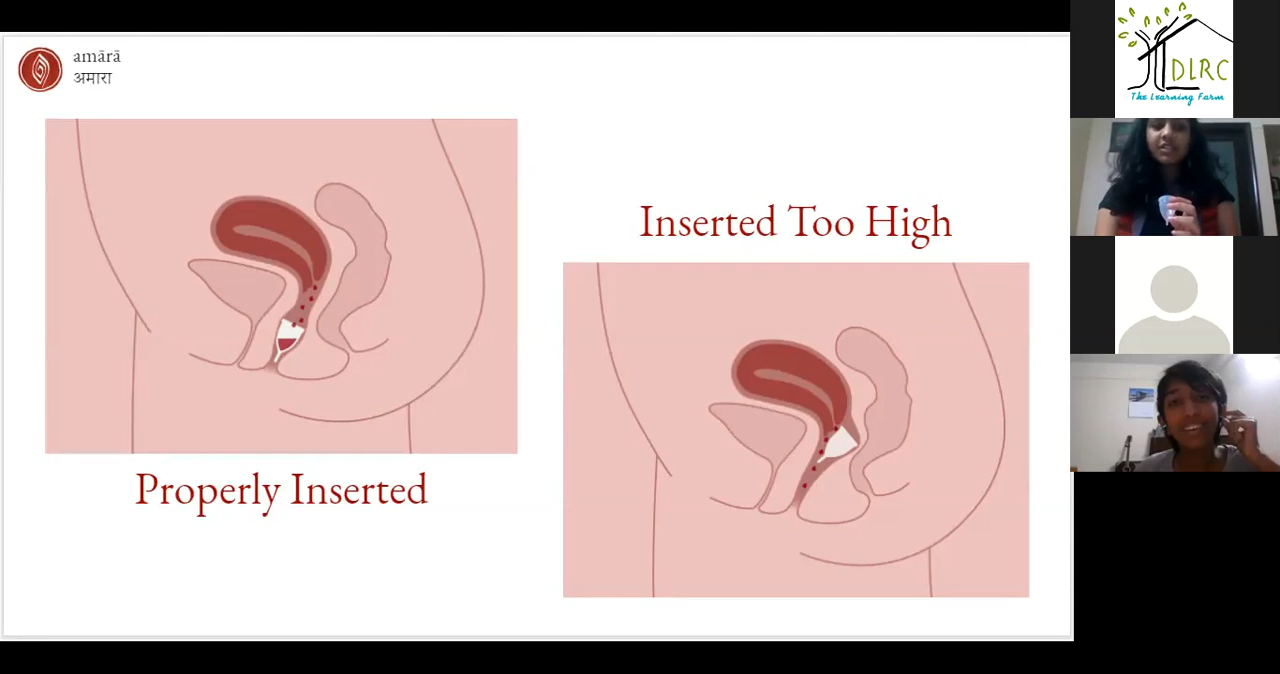 amārā
अमारा
Inserted Too High
Properly Inserted
DLRC
The Learning Farm